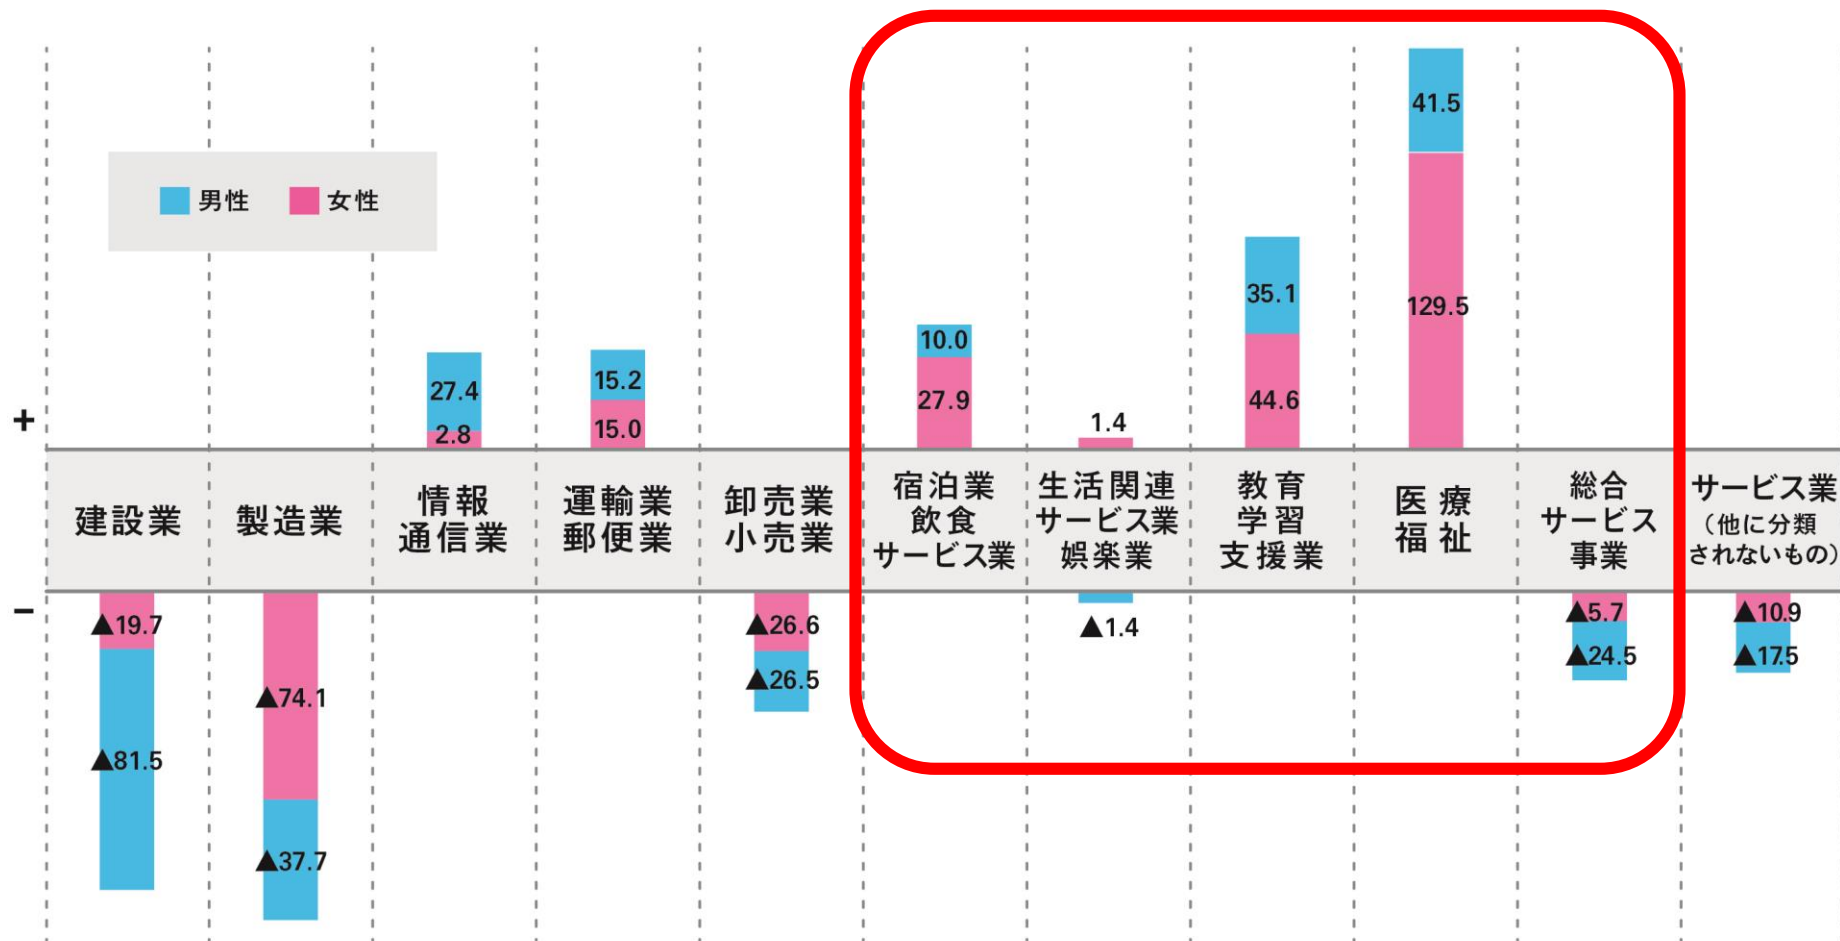 男性 女性
41.5
129.5
35.1
44.6
10.0
27.9
1.4
27.4
2.8
15.2
15.0
+
建設業
製造業
情報
通信業
運輸業
郵便業
卸売業
小売業
宿泊業
飲食
サービス業
生活関連
サービス業
娯楽業
教育
学習
支援業
医療
福祉
総合
サービス
事業
サービス業
(他に分類
されないもの)
−
▲19.7
▲81.5
▲74.1
▲37.7
▲26.6
▲26.5
▲1.4
▲5.7
▲24.5
▲10.9
▲17.5